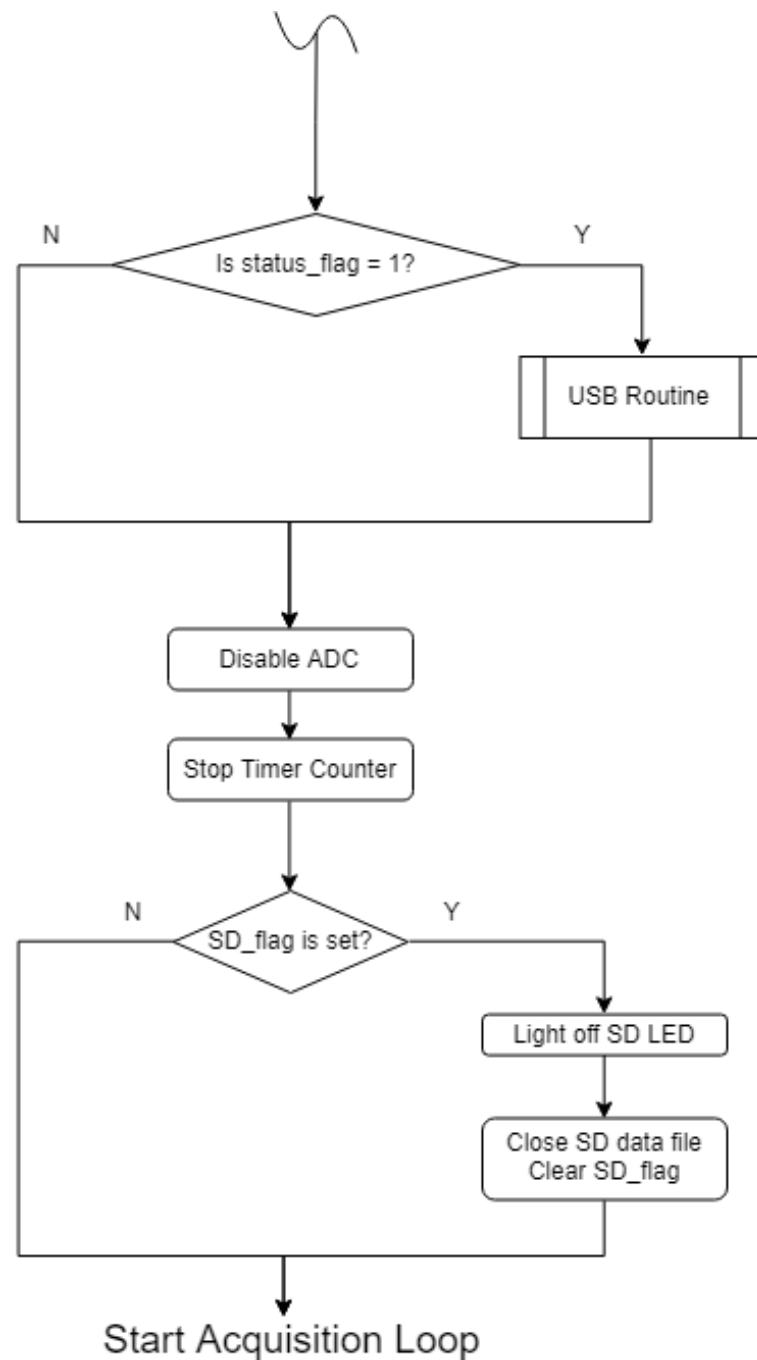 N
Y
Is status_flag = 1?
USB Routine
Disable ADC
Stop Timer Counter
N
Y
SD_flag is set?
Light off SD LED
Close SD data file
Clear SD_flag
Start Acquisition Loop